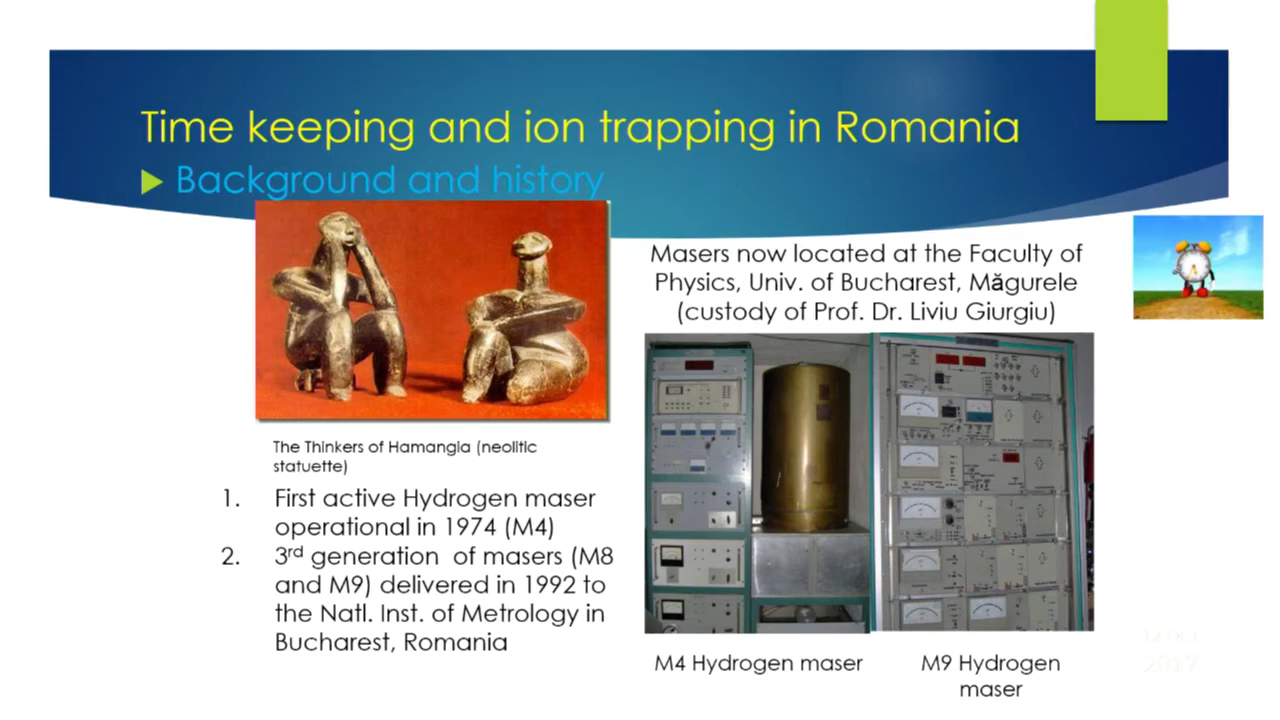 Time keeping and ion trapping in Romania
Background and history
Masers now located at the Faculty of
Physics, Univ. of Bucharest, Măgurele
(custody of Prof. Dr. Liviu Giurgiu)
The Thinkers of Hamangia (neolitic
statuette)
1. First active Hydrogen maser
operational in 1974 (M4)
2. 3rd generation of masers (M8
and M9) delivered in 1992 to
the Natl. Inst. of Metrology in
Bucharest, Romania
M4 Hydrogen maser
M9 Hydrogen
maser
2017